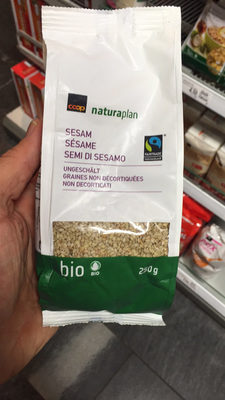 coop
naturaplan
SESAM
SÉSAME
SEMI DI SESAMO
FAIRTRADE
UNGESCHÄLT
GRAINES NON DÉCORTIQUÉES
NON DECORTICATI
bio
BIO
250g